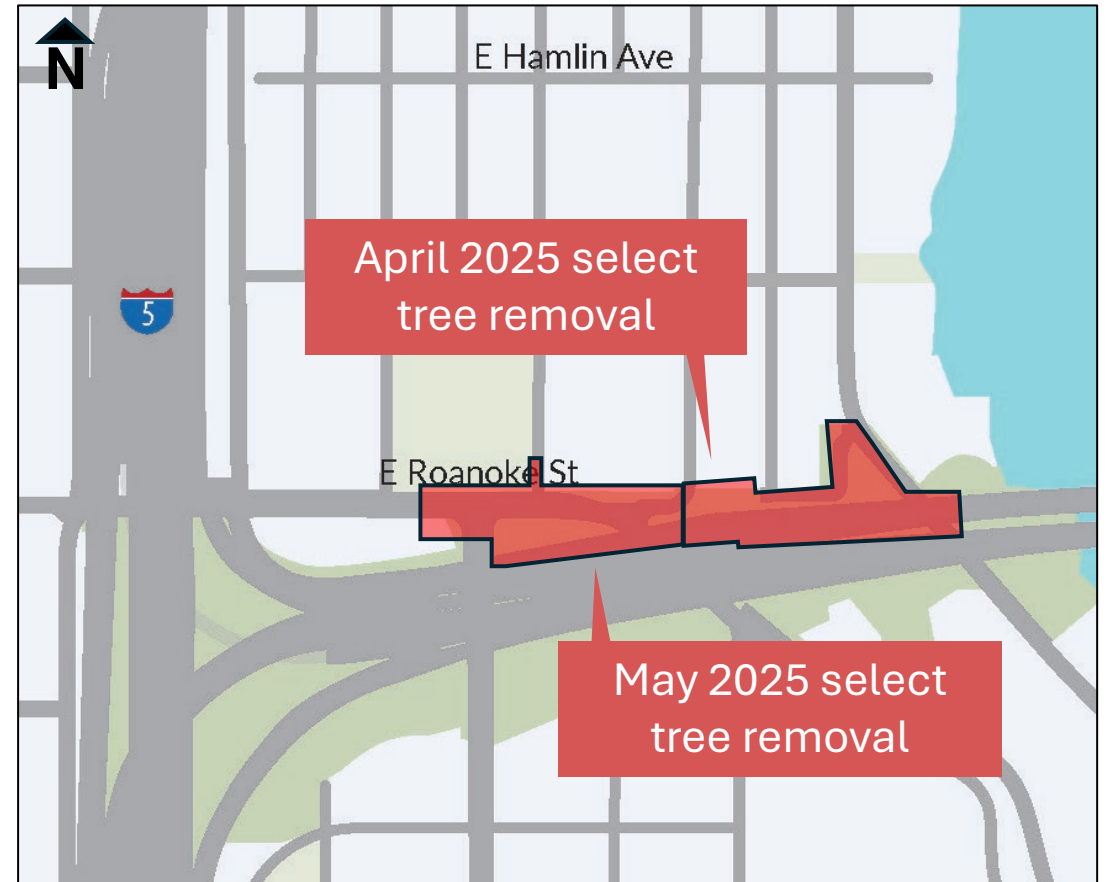 N
E Hamlin Ave
April 2025 select
tree removal
5
E Roanoke St
May 2025 select
tree removal